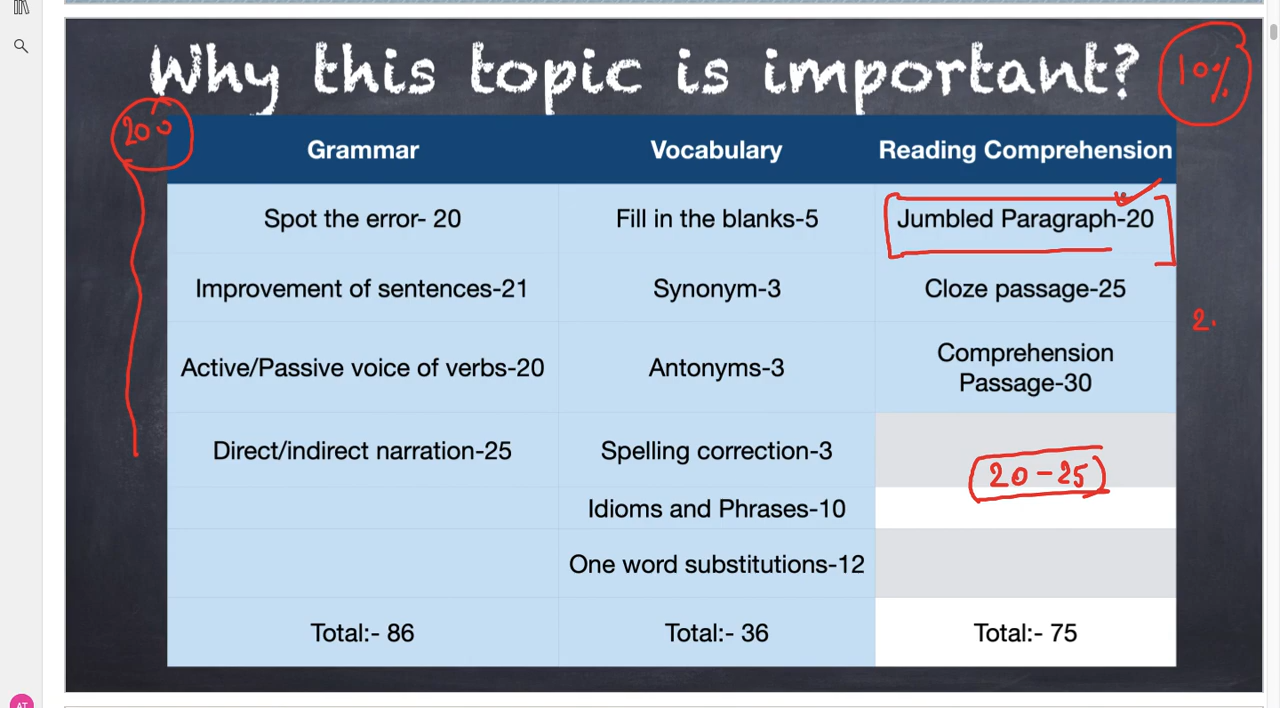 Why this topic is important?
10%
200
Grammar
Vocabulary
Reading Comprehension
Spot the error- 20
Fill in the blanks-5
Jumbled Paragraph-20
Improvement of sentences-21
Synonym-3
Cloze passage-25
2.
Active/Passive voice of verbs-20
Antonyms-3
Comprehension
Passage-30
Direct/indirect narration-25
Spelling correction-3
20-25
Idioms and Phrases-10
One word substitutions-12
Total:- 86
Total:- 36
Total:- 75
AT